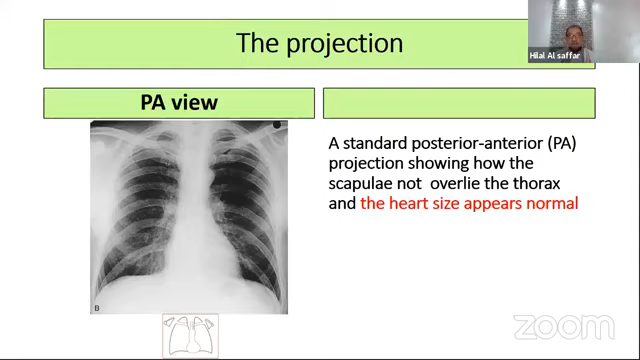 The projection
Hilal Al saffar
PA view
A standard posterior-anterior (PA)
projection showing how the
scapulae not overlie the thorax
and the heart size appears normal
B
zoom